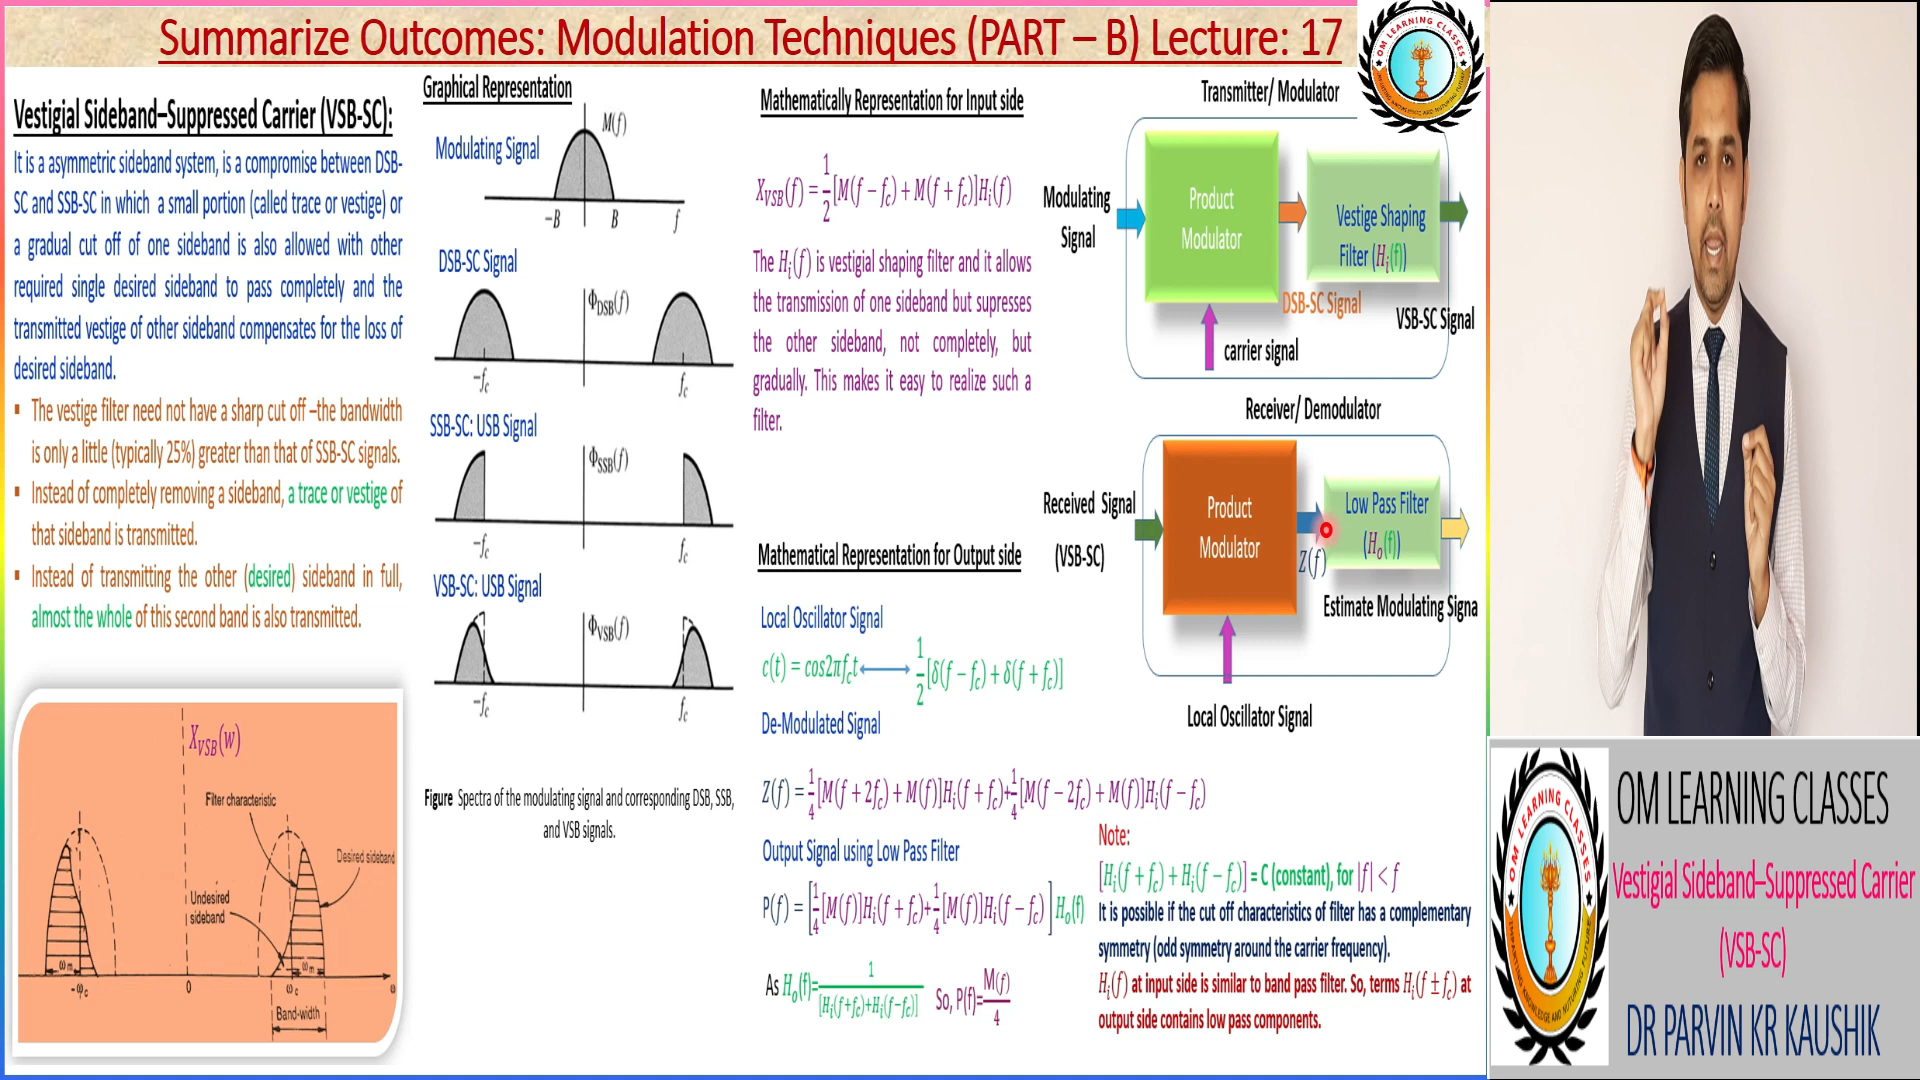 Summarize Outcomes: Modulation Techniques (PART – B) Lecture: 17
Vestigial Sideband–Suppressed Carrier (VSB-SC):
It is a asymmetric sideband system, is a compromise between DSB-
SC and SSB-SC in which a small portion (called trace or vestige) or
a gradual cut off of one sideband is also allowed with other
required single desired sideband to pass completely and the
transmitted vestige of other sideband compensates for the loss of
desired sideband.
▪ The vestige filter need not have a sharp cut off –the bandwidth
is only a little (typically 25%) greater than that of SSB-SC signals.
▪ Instead of completely removing a sideband, a trace or vestige of
that sideband is transmitted.
▪ Instead of transmitting the other (desired) sideband in full,
almost the whole of this second band is also transmitted.
X_VSB(w)
Filter characteristic
Desired sideband
Undesired
sideband
ω_m
ω_m
-ω_c
0
ω_c
ω
Band-width
Graphical Representation
Modulating Signal
M(f)
−B
B
f
DSB-SC Signal
Φ_DSB(f)
−f_c
f_c
SSB-SC: USB Signal
Φ_SSB(f)
−f_c
f_c
VSB-SC: USB Signal
Φ_VSB(f)
−f_c
f_c
Figure Spectra of the modulating signal and corresponding DSB, SSB,
and VSB signals.
Mathematically Representation for Input side
X_VSB(f) = 1/2 [M(f − f_c) + M(f + f_c)]H_i(f)
The H_i(f) is vestigial shaping filter and it allows
the transmission of one sideband but supresses
the other sideband, not completely, but
gradually. This makes it easy to realize such a
filter.
Mathematical Representation for Output side
Local Oscillator Signal
c(t) = cos2πf_ct ⟷ 1/2 [δ(f − f_c) + δ(f + f_c)]
De-Modulated Signal
Z(f) = 1/4 [M(f + 2f_c) + M(f)]H_i(f + f_c)+1/4 [M(f − 2f_c) + M(f)]H_i(f − f_c)
Output Signal using Low Pass Filter
P(f) = [1/4 [M(f)]H_i(f + f_c)+1/4 [M(f)]H_i(f − f_c)] H_o(f)
As H_o(f)=1/[H_i(f+f_c)+H_i(f−f_c)] So, P(f)=M(f)/4
Transmitter/ Modulator
Modulating
Signal
Product
Modulator
Vestige Shaping
Filter (H_i(f))
DSB-SC Signal
VSB-SC Signal
carrier signal
Receiver/ Demodulator
Received Signal
(VSB-SC)
Product
Modulator
Z(f)
Low Pass Filter
(H_o(f))
Estimate Modulating Signa
Local Oscillator Signal
Note:
[H_i(f + f_c) + H_i(f − f_c)] = C (constant), for |f| < f
It is possible if the cut off characteristics of filter has a complementary
symmetry (odd symmetry around the carrier frequency).
H_i(f) at input side is similar to band pass filter. So, terms H_i(f ± f_c) at
output side contains low pass components.
OM LEARNING CLASSES
OM LEARNING CLASSES
OM LEARNING CLASSES
Vestigial Sideband–Suppressed Carrier
(VSB-SC)
DR PARVIN KR KAUSHIK